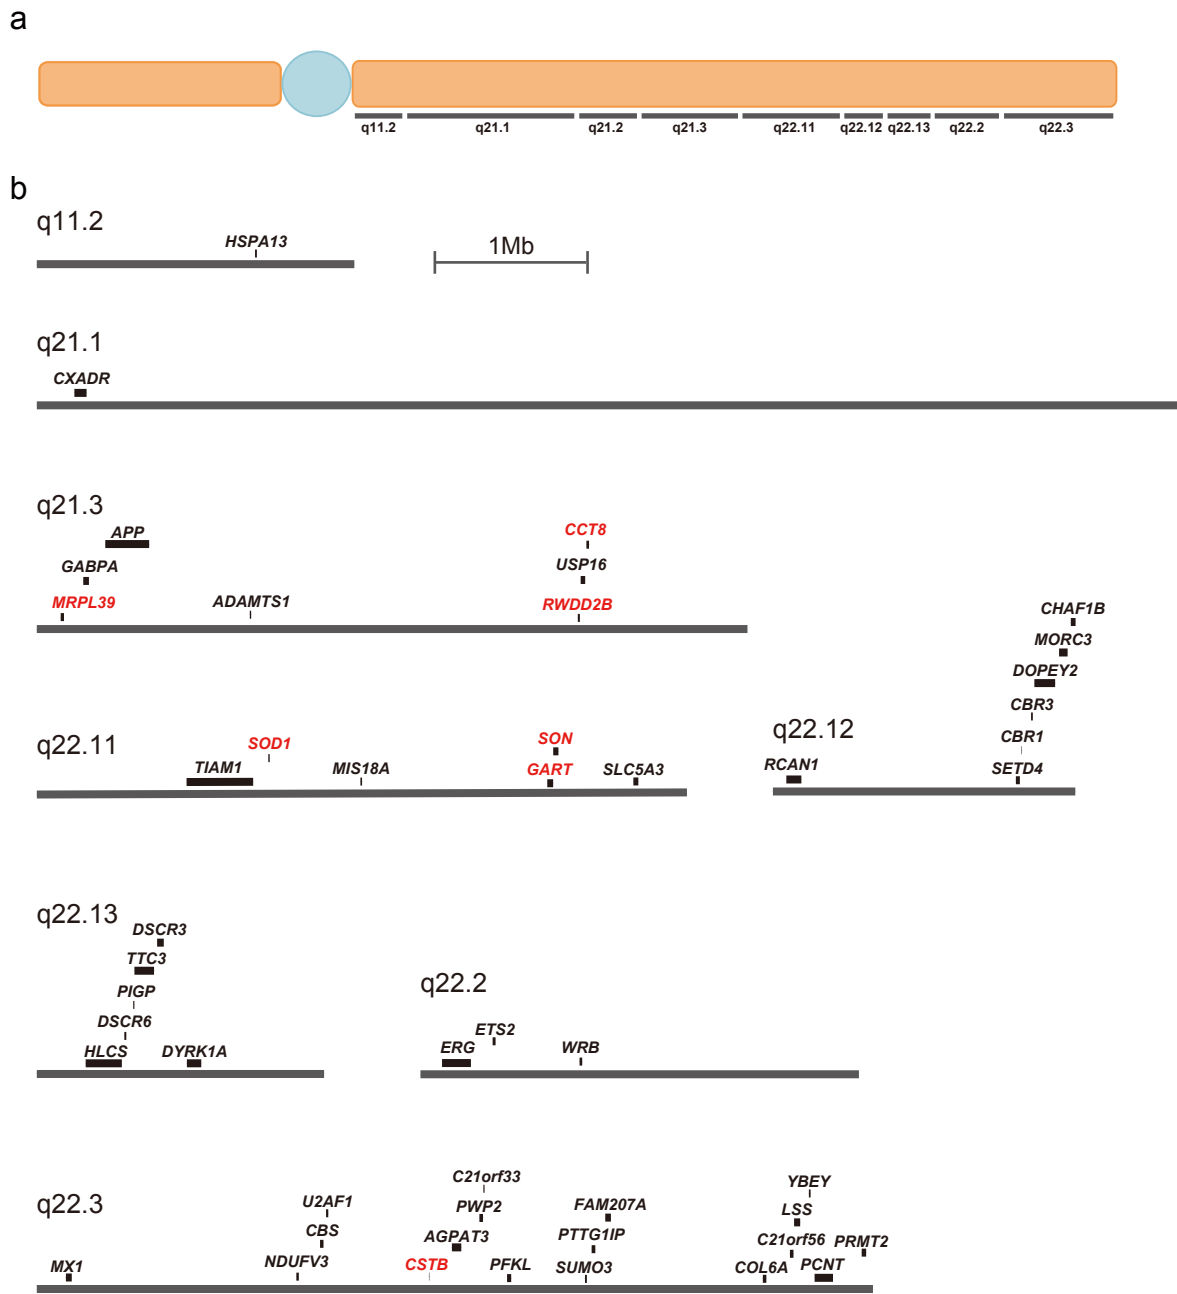 a
q11.2 q21.1 q21.2 q21.3 q22.11 q22.12 q22.13 q22.2 q22.3
b
q11.2
HSPA13
1Mb
q21.1
CXADR
q21.3
APP
CCT8
GABPA
USP16
MRPL39
ADAMTS1
RWDD2B
q22.11
SOD1
SON
TIAM1
MIS18A
GART
SLC5A3
q22.12
CHAF1B
MORC3
DOPEY2
CBR3
CBR1
RCAN1
SETD4
q22.13
DSCR3
TTC3
PIGP
DSCR6
HLCS
DYRK1A
q22.2
ETS2
ERG
WRB
q22.3
C21orf33
YBEY
U2AF1
PWP2
FAM207A
LSS
CBS
AGPAT3
PTTG1IP
C21orf56
PRMT2
MX1
NDUFV3
CSTB
PFKL
SUMO3
COL6A
PCNT